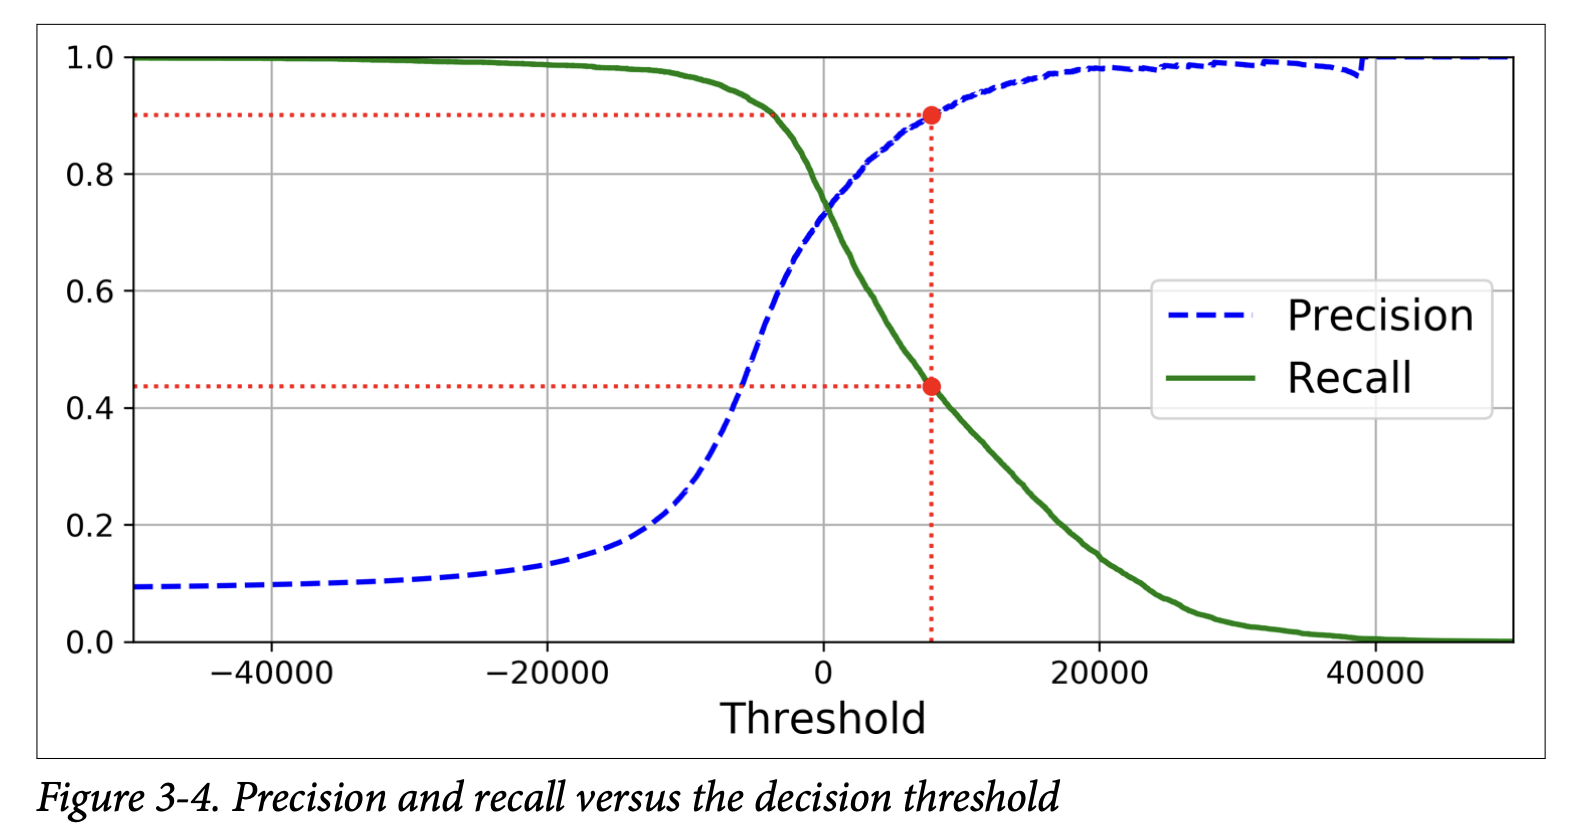 1.0
0.8
0.6
0.4
0.2
0.0
−40000 −20000 0 20000 40000
Threshold
Precision
Recall
Figure 3-4. Precision and recall versus the decision threshold